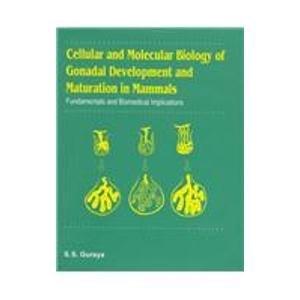 Cellular and Molecular Biology of
Gonadal Development and
Maturation in Mammals
Fundamentals and Biomedical Implications
S. S. Guraya